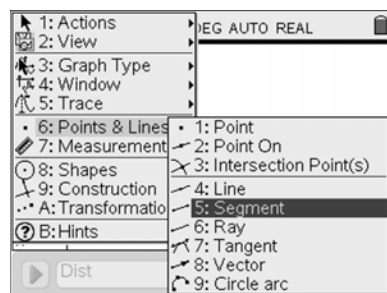 1: Actions
2: View
3: Graph Type
4: Window
5: Trace
6: Points & Lines
7: Measurement
8: Shapes
9: Construction
A: Transformatio
B: Hints
DEG AUTO REAL
1: Point
2: Point On
3: Intersection Point(s)
4: Line
5: Segment
6: Ray
7: Tangent
8: Vector
9: Circle arc
Dist